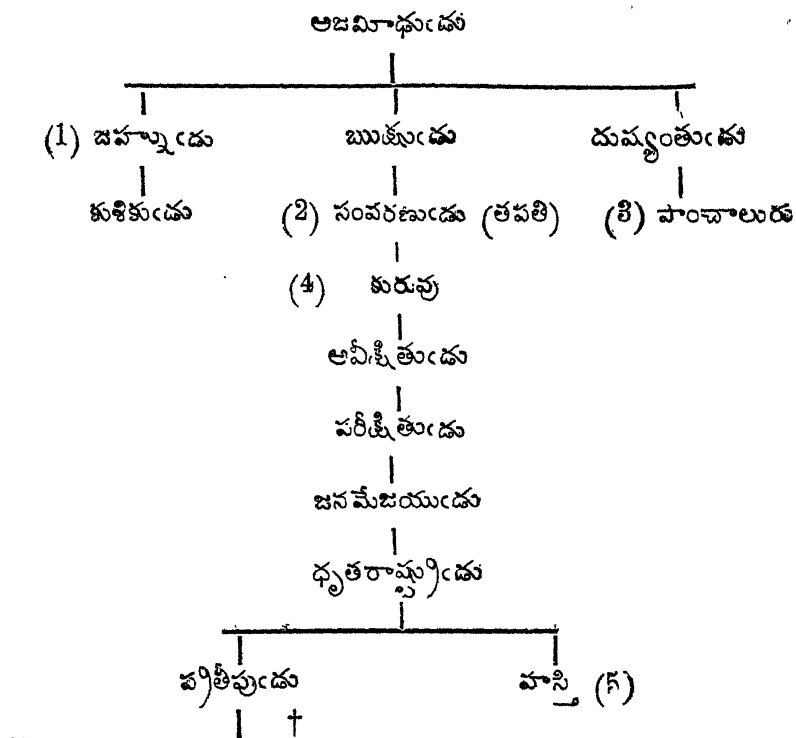 అజమీఢుఁడు
(1) జహ్నుఁడు ఋక్షుఁడు దుష్యంతుఁడు
కుశికుఁడు (2) సంవరణుఁడు (తపతి) (3) పాంచాలురు
(4) కురువు
అవీక్షితుఁడు
పరీక్షితుఁడు
జనమేజయుఁడు
ధృతరాష్ట్రుఁడు
ప్రతీపుఁడు హస్తి (5)
†